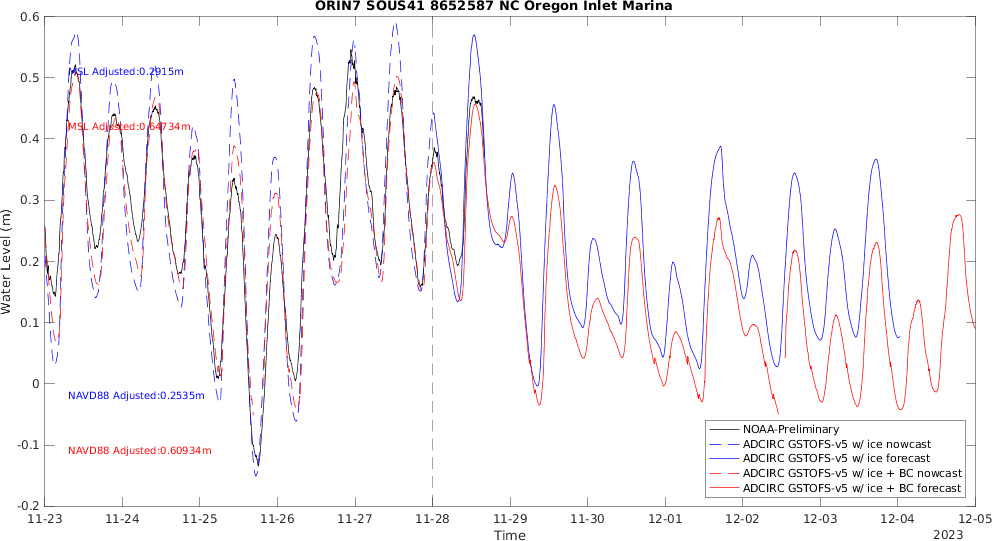 ORIN7 SOUS41 8652587 NC Oregon Inlet Marina
Water Level (m)
0.6
0.5
0.4
0.3
0.2
0.1
0
-0.1
-0.2
MSL Adjusted:0.2915m
MSL Adjusted:0.64734m
NAVD88 Adjusted:0.2535m
NAVD88 Adjusted:0.60934m
NOAA-Preliminary
ADCIRC GSTOFS-v5 w/ ice nowcast
ADCIRC GSTOFS-v5 w/ ice forecast
ADCIRC GSTOFS-v5 w/ ice + BC nowcast
ADCIRC GSTOFS-v5 w/ ice + BC forecast
11-23 11-24 11-25 11-26 11-27 11-28 11-29 11-30 12-01 12-02 12-03 12-04 12-05
Time
2023